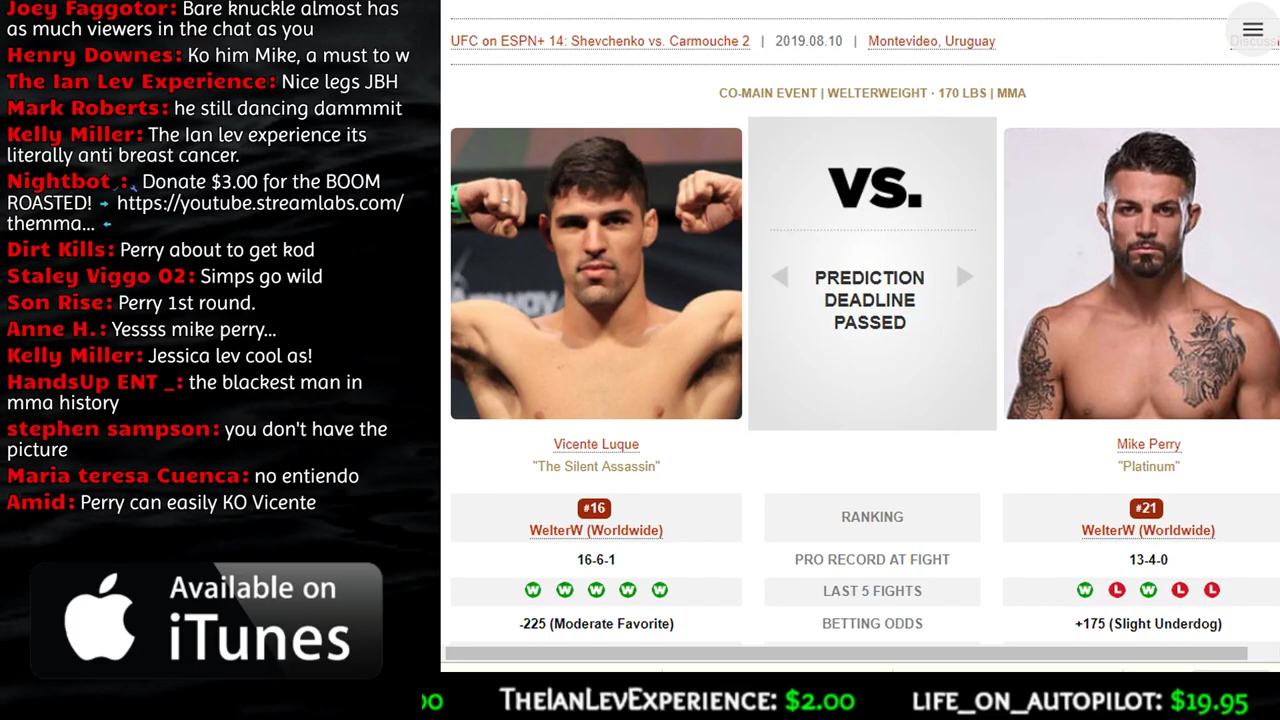 Joey Faggotor: Bare knuckle almost has
as much viewers in the chat as you
Henry Downes: Ko him Mike, a must to w
The Ian Lev Experience: Nice legs JBH
Mark Roberts: he still dancing dammmit
Kelly Miller: The Ian lev experience its
literally anti breast cancer.
Nightbot : Donate $3.00 for the BOOM
ROASTED! → https://youtube.streamlabs.com/
themma... ←
Dirt Kills: Perry about to get kod
Staley Viggo 02: Simps go wild
Son Rise: Perry 1st round.
Anne H.: Yessss mike perry...
Kelly Miller: Jessica lev cool as!
HandsUp ENT _: the blackest man in
mma history
stephen sampson: you don't have the
picture
Maria teresa Cuenca: no entiendo
Amid: Perry can easily KO Vicente
Available on
iTunes
UFC on ESPN+ 14: Shevchenko vs. Carmouche 2 | 2019.08.10 | Montevideo, Uruguay
Discuss
CO-MAIN EVENT | WELTERWEIGHT · 170 LBS | MMA
VS.
PREDICTION
DEADLINE
PASSED
Vicente Luque
"The Silent Assassin"
Mike Perry
"Platinum"
#16
WelterW (Worldwide)
RANKING
#21
WelterW (Worldwide)
16-6-1 PRO RECORD AT FIGHT 13-4-0
W W W W W LAST 5 FIGHTS W L W L L
-225 (Moderate Favorite) BETTING ODDS +175 (Slight Underdog)
00 TheIanLevExperience: $2.00 LIFE_ON_AUTOPILOT: $19.95